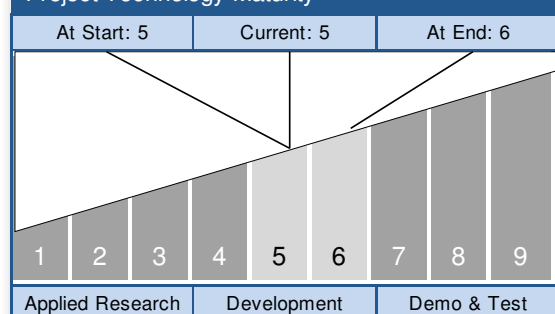 Project Technology Maturity
At Start: 5 Current: 5 At End: 6
1 2 3 4 5 6 7 8 9
Applied Research Development Demo & Test